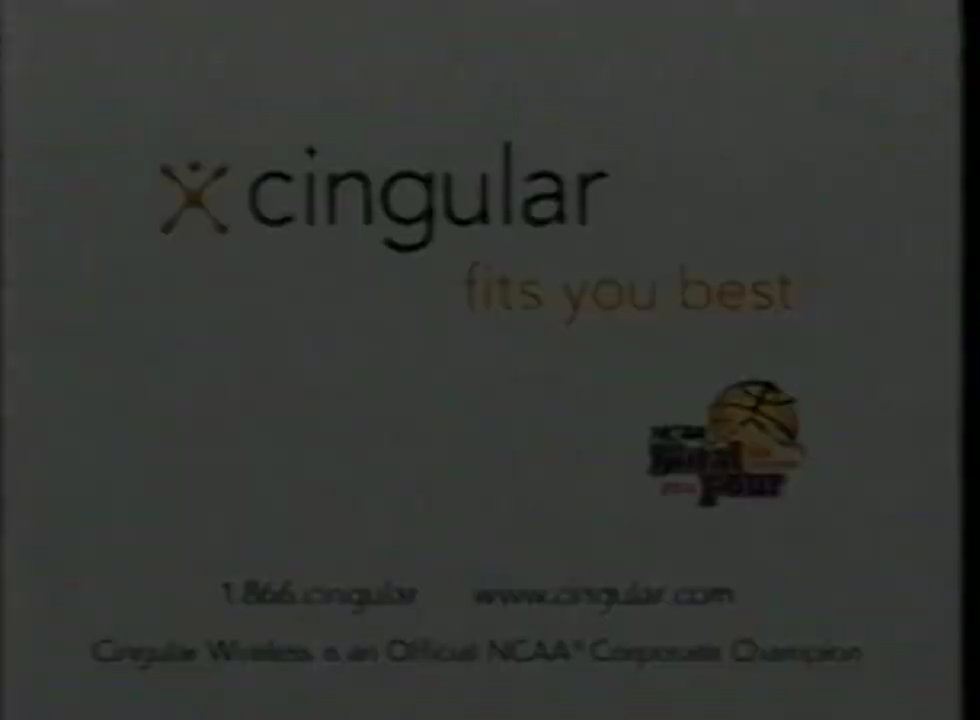 cingular
fits you best
NCAA
Final
Four
1 866 cingular www.cingular.com
Cingular Wireless is an Official NCAA® Corporate Champion